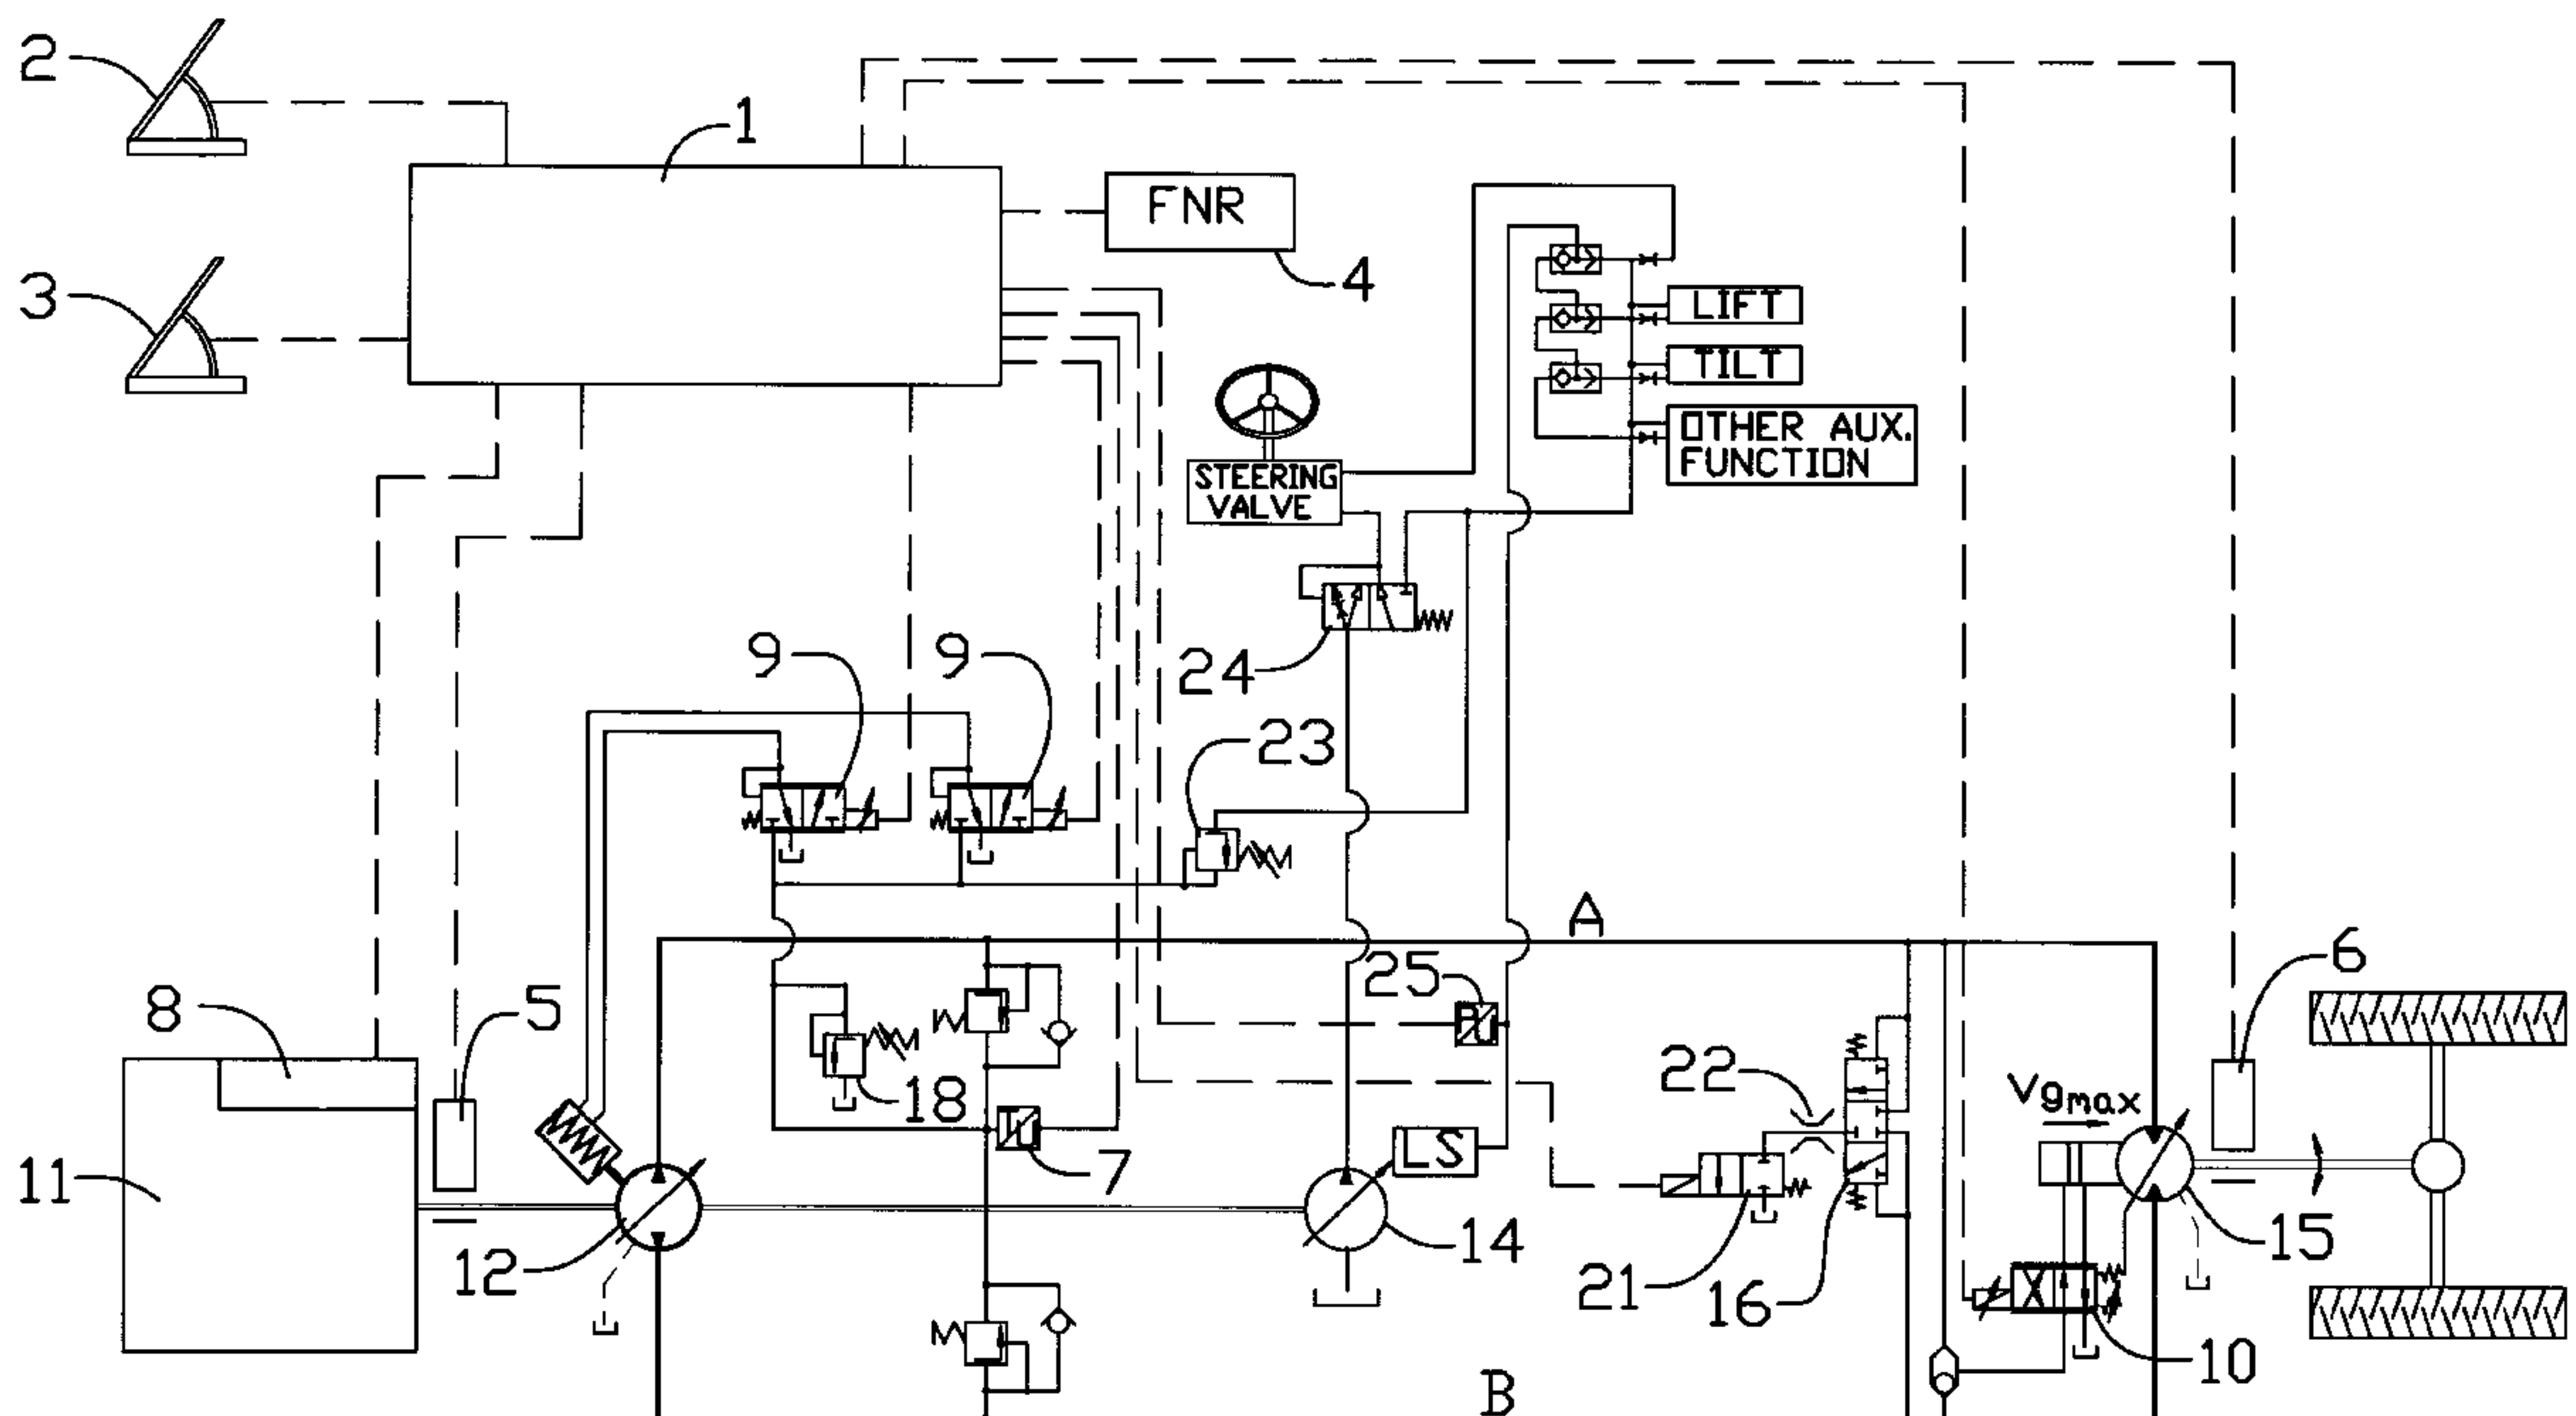 2
1
FNR
4
3
LIFT
TILT
OTHER AUX.
FUNCTION
STEERING
VALVE
9
9
24
23
A
25
6
8
5
P U
22
Vgmax
18
T U
7
LS
11
12
14
21
16
15
10
B